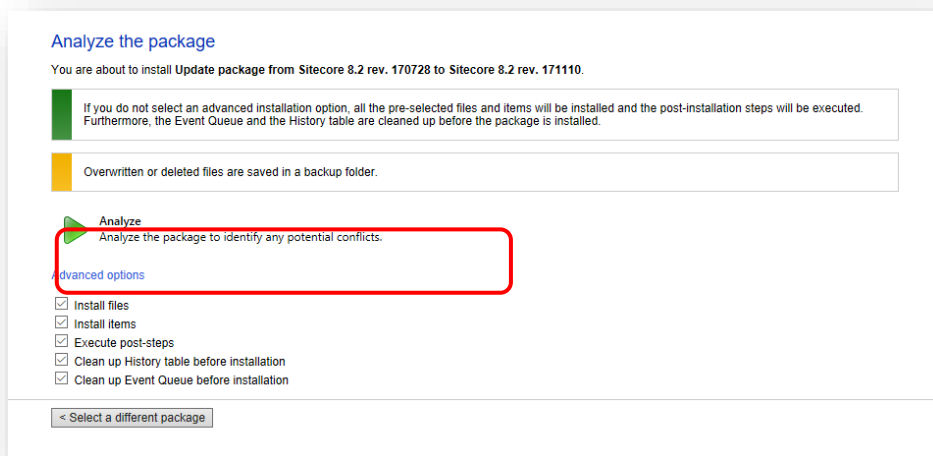 Analyze the package
You are about to install Update package from Sitecore 8.2 rev. 170728 to Sitecore 8.2 rev. 171110.
If you do not select an advanced installation option, all the pre-selected files and items will be installed and the post-installation steps will be executed.
Furthermore, the Event Queue and the History table are cleaned up before the package is installed.
Overwritten or deleted files are saved in a backup folder.
Analyze
Analyze the package to identify any potential conflicts.
Advanced options
Install files
Install items
Execute post-steps
Clean up History table before installation
Clean up Event Queue before installation
< Select a different package